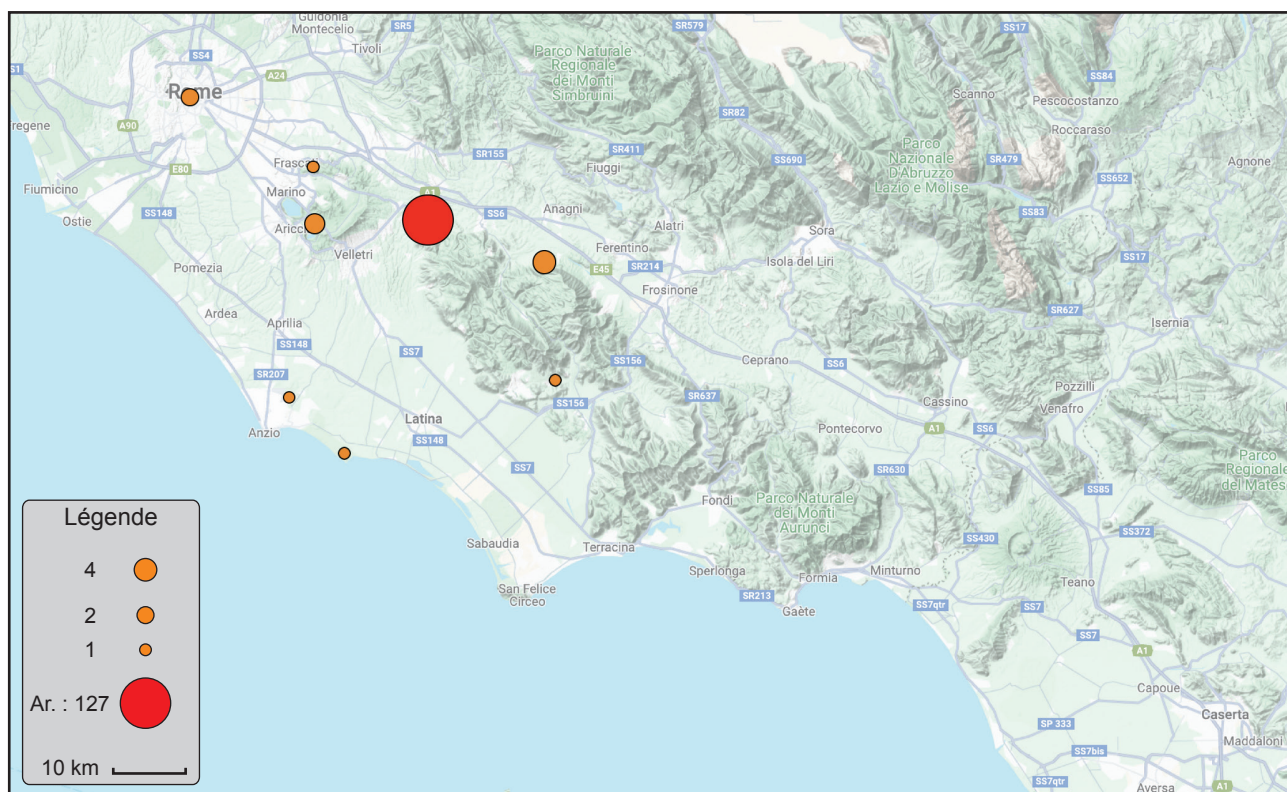 Guidonia
Montecelio
SR5
SR579
SS17
Tivoli
Parco Naturale
Regionale
dei Monti
Simbruini
SS4
A24
S1
Rome
SS84
Scanno
Pescocostanzo
Roccaraso
SR82
A90
regene
E80
Frascati
SR155
SR411
Fiuggi
SS690
Parco
Nazionale
D'Abruzzo
Lazio e Molise
SR479
SS652
Agnone
Fiumicino
Marino
A1
Ostie
SS148
SS6
Anagni
Alatri
SS83
Ariccia
Velletri
Sora
Ferentino
SR214
Isola del Liri
SS17
Pomezia
E45
Frosinone
Ardea
SR627
Isernia
Aprilia
SS148
SS7
Ceprano
SS6
SS156
SR207
SS156
SR637
Pozzilli
Cassino
Venafro
Anzio
Latina
SS148
Pontecorvo
A1
SS6
SS7
SR630
SS85
Parco
Regionale
del Mates
Fondi
Parco Naturale
dei Monti
Aurunci
SS372
SS430
Sabaudia
Terracina
Sperlonga
Formia
Minturno
Teano
San Felice
Circeo
SR213
Gaète
SS7qtr
SS7
SS7
A1
Capoue
SP 333
Caserta
Maddaloni
SS7bis
SS7qtr
Aversa
A1
Légende
4
2
1
Ar. : 127
10 km